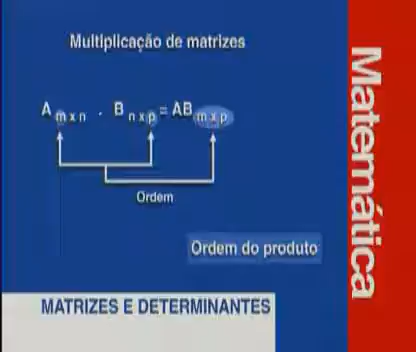 Multiplicação de matrizes
A m x n . B n x p = AB m x p
Ordem
Ordem do produto
MATRIZES E DETERMINANTES
Matemática